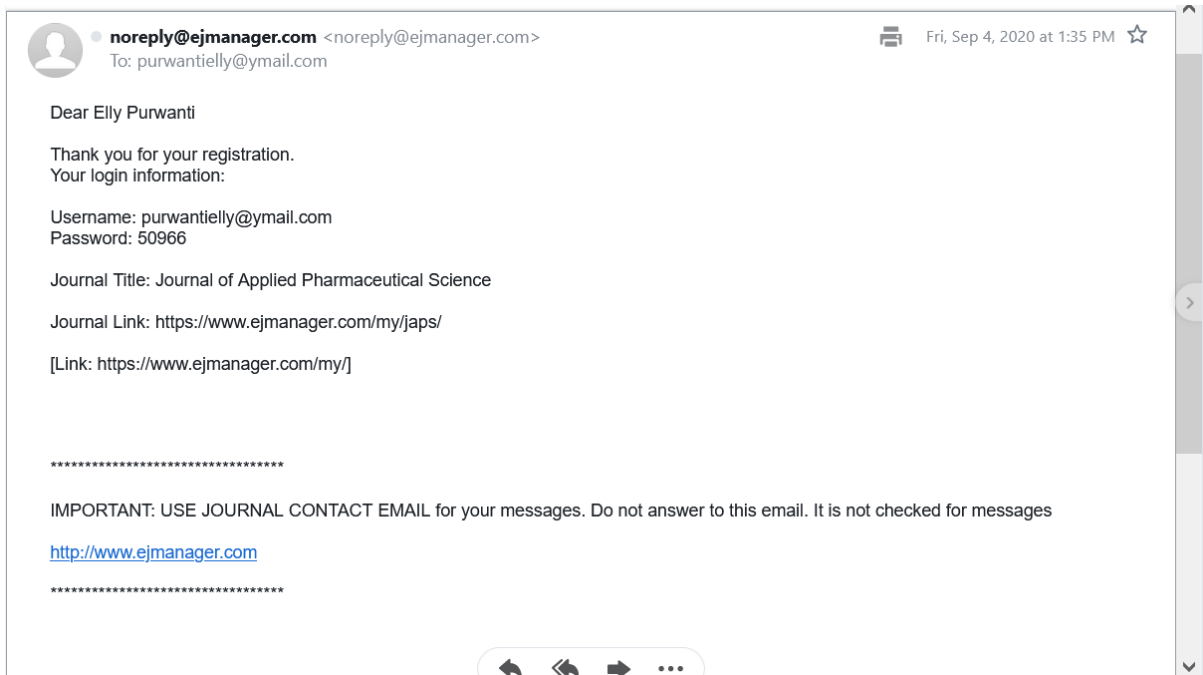 noreply@ejmanager.com <noreply@ejmanager.com>
Fri, Sep 4, 2020 at 1:35 PM
To: purwantielly@ymail.com
Dear Elly Purwanti
Thank you for your registration.
Your login information:
Username: purwantielly@ymail.com
Password: 50966
Journal Title: Journal of Applied Pharmaceutical Science
Journal Link: https://www.ejmanager.com/my/japs/
[Link: https://www.ejmanager.com/my/]
**********************************
IMPORTANT: USE JOURNAL CONTACT EMAIL for your messages. Do not answer to this email. It is not checked for messages
http://www.ejmanager.com
**********************************